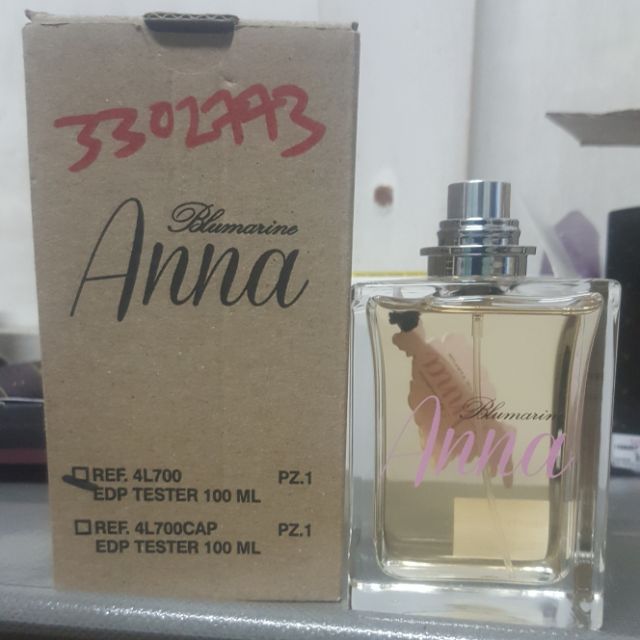 3302773
Blumarine
Anna
REF. 4L700 PZ.1
EDP TESTER 100 ML
REF. 4L700CAP PZ.1
EDP TESTER 100 ML
Blumarine
Anna